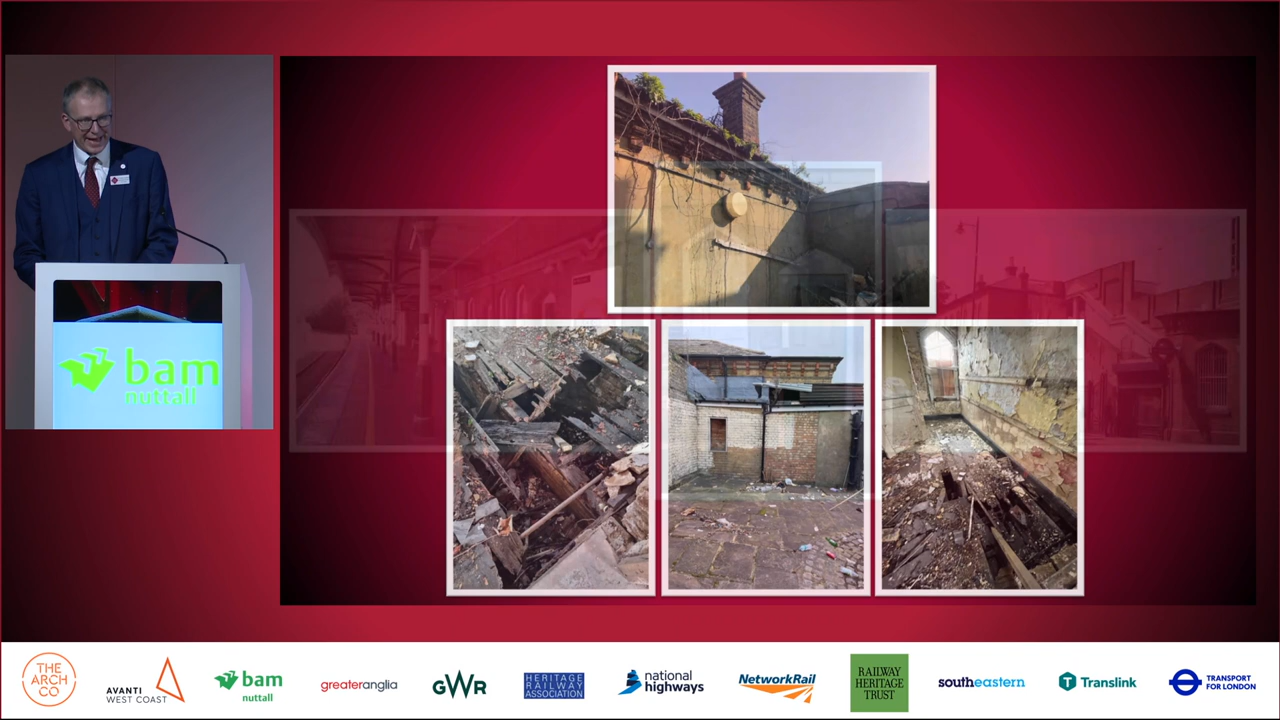 bam
nuttall
THE
ARCH
CO
AVANTI
WEST COAST
bam
nuttall
greateranglia
GWR
HERITAGE
RAILWAY
ASSOCIATION
national
highways
NetworkRail
RAILWAY
HERITAGE
TRUST
southeastern
Translink
TRANSPORT
FOR LONDON